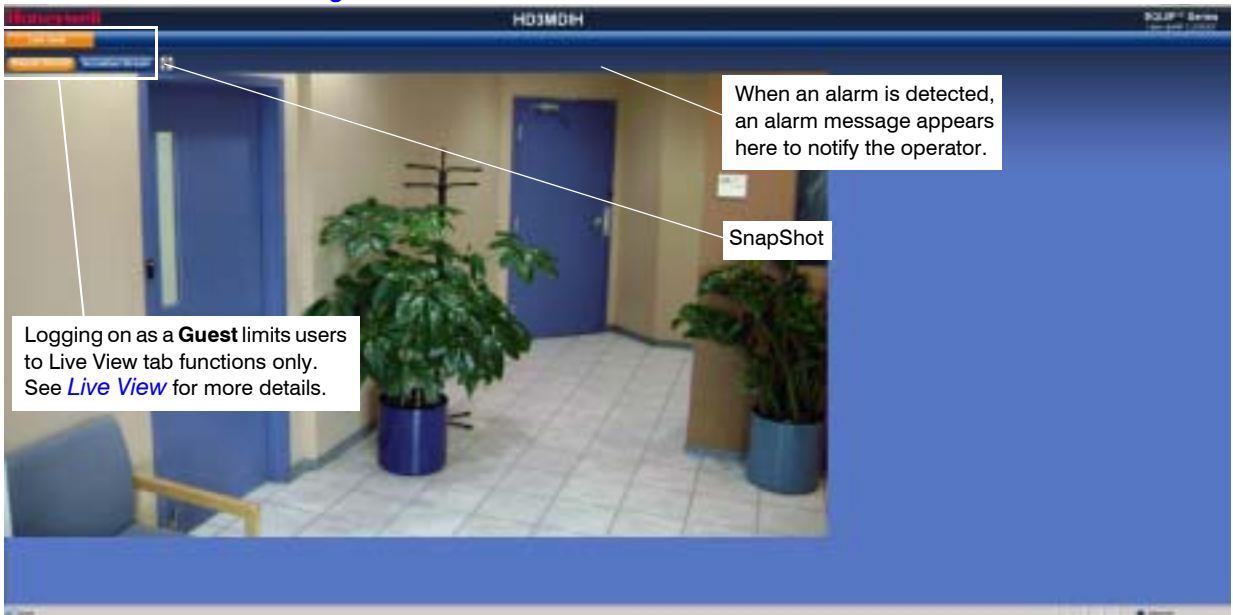 Honeywell
HD3MDIH
When an alarm is detected,
an alarm message appears
here to notify the operator.
SnapShot
Logging on as a Guest limits users
to Live View tab functions only.
See Live View for more details.